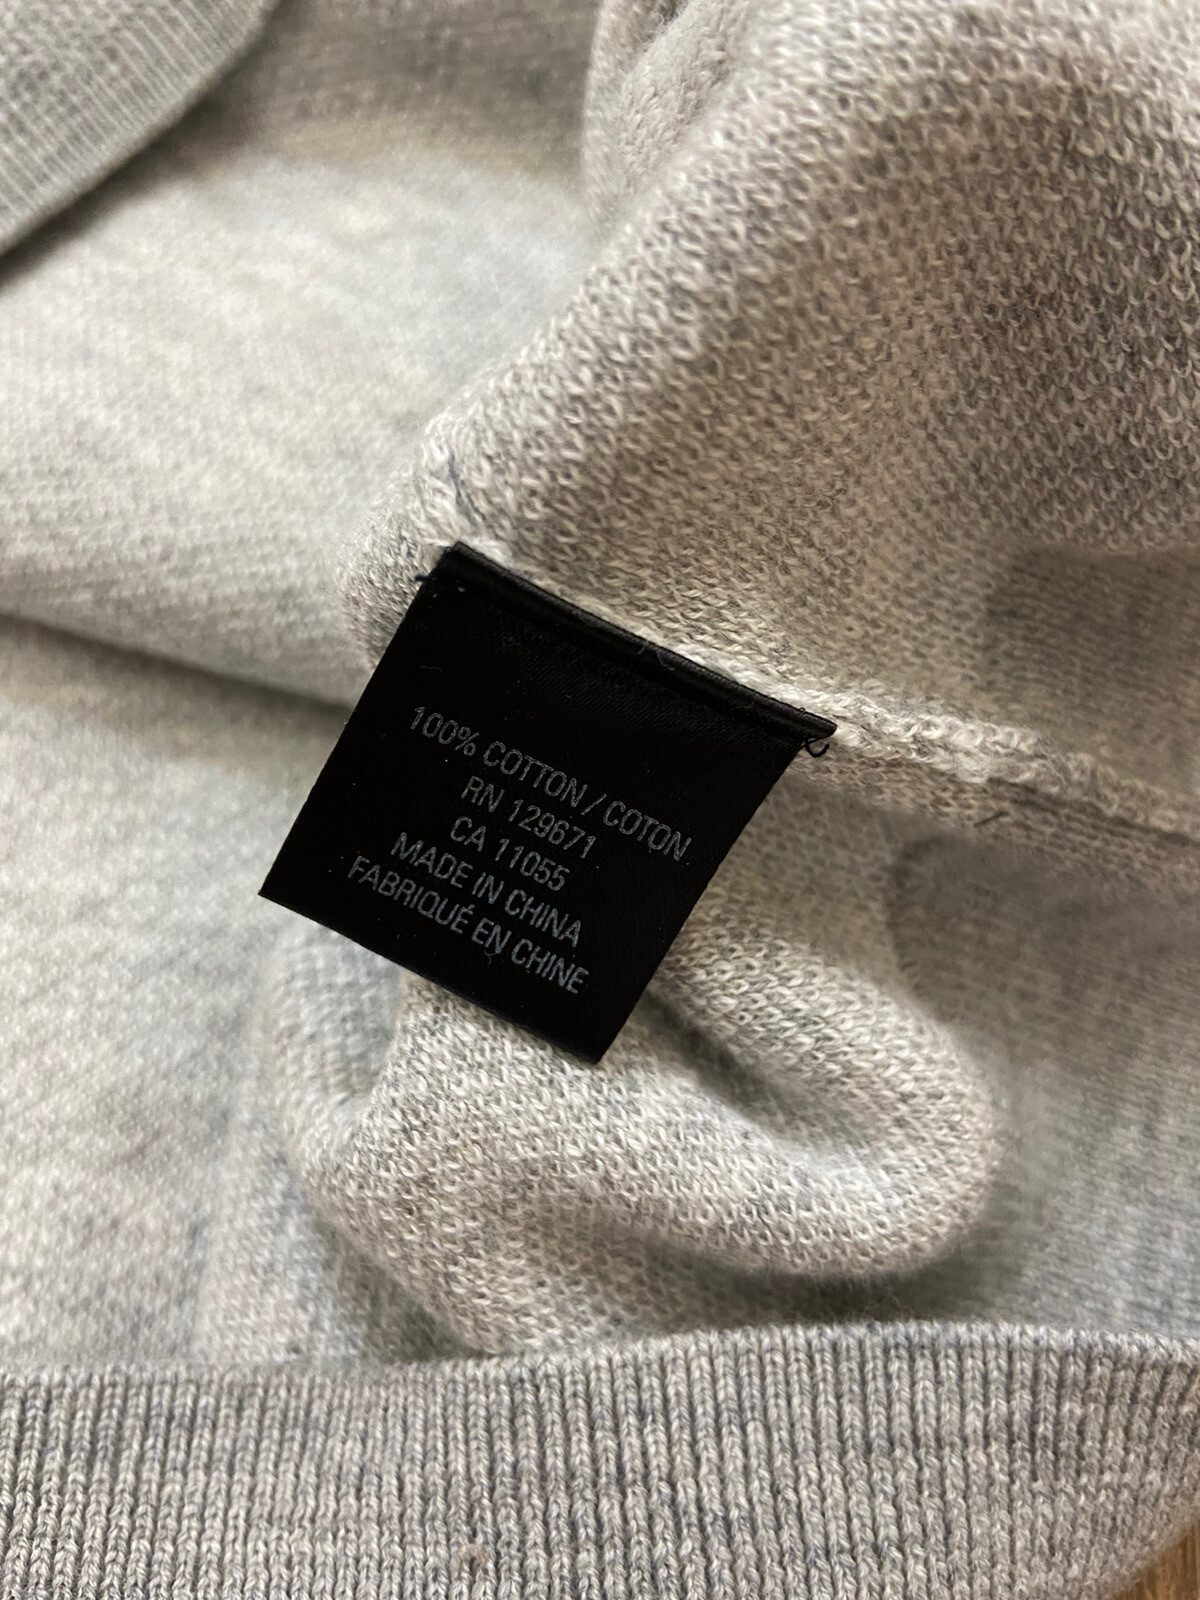 100% COTTON / COTON
RN 129671
CA 11055
MADE IN CHINA
FABRIQUÉ EN CHINE